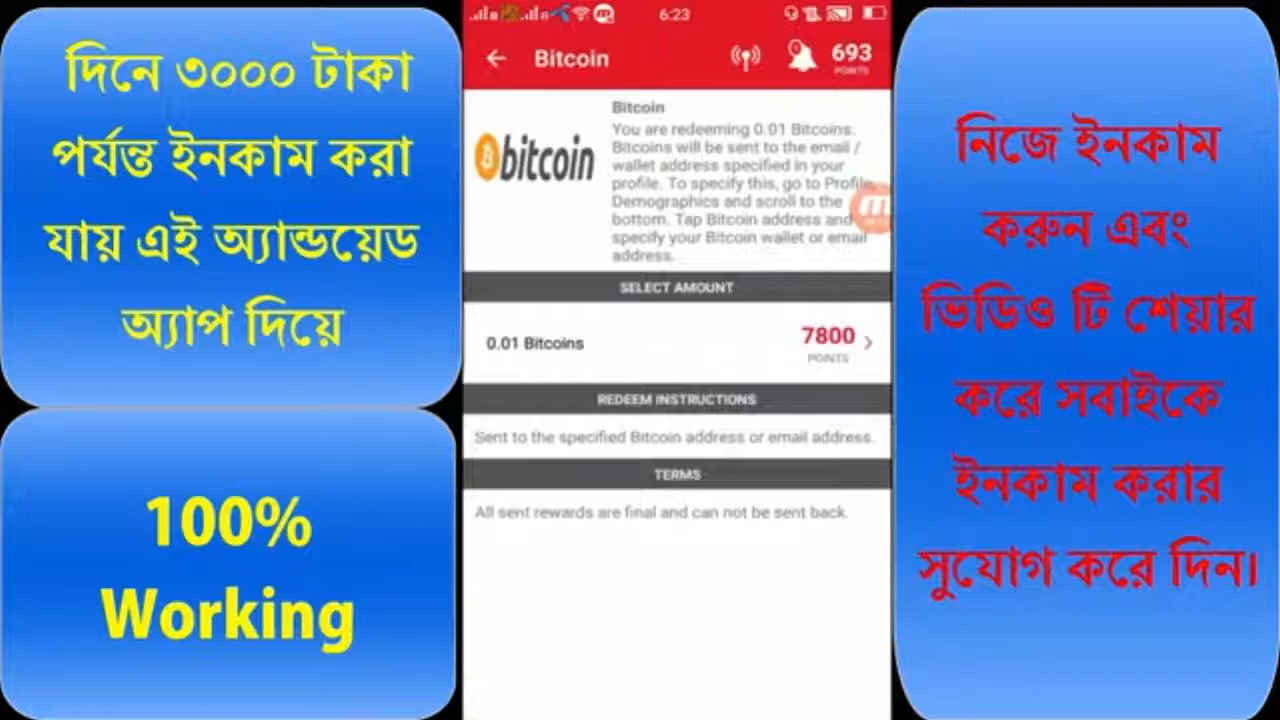 দিনে ৩০০০ টাকা
পর্যন্ত ইনকাম করা
যায় এই অ্যান্ডয়েড
অ্যাপ দিয়ে
100%
Working
6:23
Bitcoin
693
POINTS
bitcoin
Bitcoin
You are redeeming 0.01 Bitcoins.
Bitcoins will be sent to the email /
wallet address specified in your
profile. To specify this, go to Profile,
Demographics and scroll to the
bottom. Tap Bitcoin address and
specify your Bitcoin wallet or email
address.
SELECT AMOUNT
0.01 Bitcoins
7800
POINTS
REDEEM INSTRUCTIONS
Sent to the specified Bitcoin address or email address.
TERMS
All sent rewards are final and can not be sent back.
নিজে ইনকাম
করুন এবং
ভিডিও টি শেয়ার
করে সবাইকে
ইনকাম করার
সুযোগ করে দিন।